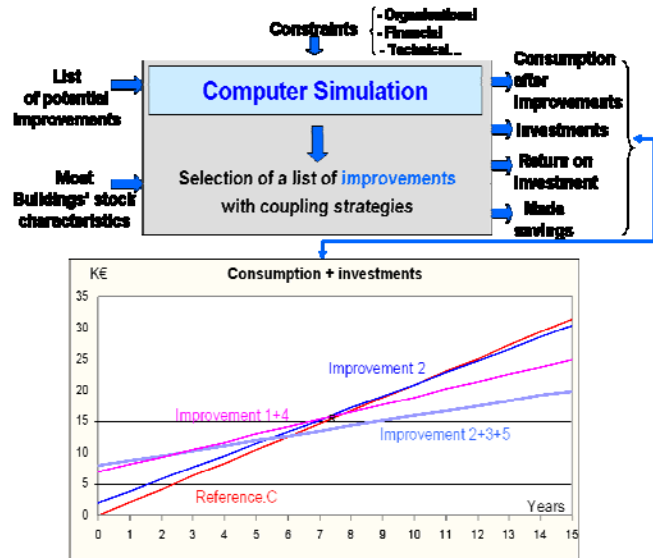 Constraints
- Organisational
- Financial
- Technical...
List
of potential
improvements
Most
Buildings' stock
characteristics
Computer Simulation
Selection of a list of improvements
with coupling strategies
Consumption
after
improvements
Investments
Return on
investment
Made
savings
K€
Consumption + investments
35
30
25
20
15
10
5
0
Improvement 2
Improvement 1+4
Improvement 2+3+5
Reference.C
Years
0 1 2 3 4 5 6 7 8 9 10 11 12 13 14 15